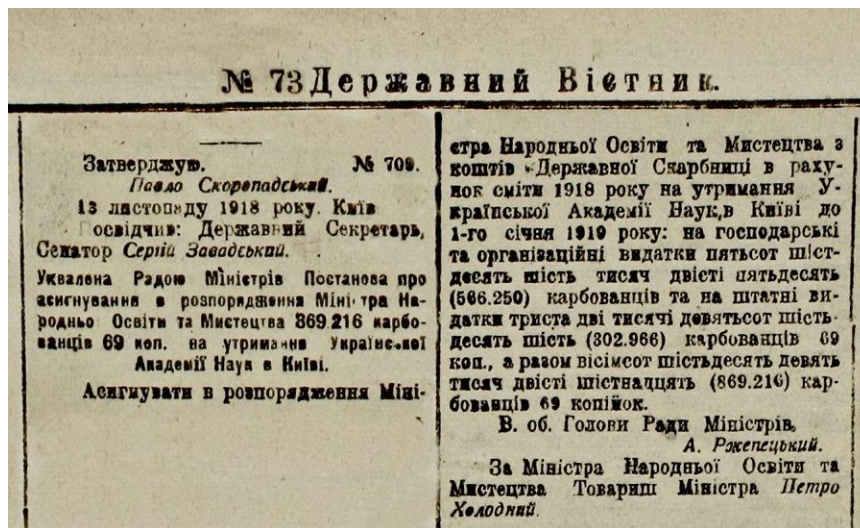 № 73 Державний Вістник.
Затверджую. № 709.
Павло Скоропадський.
13 листопаду 1918 року. Київ
Посвідчив: Державний Секретарь,
Сенатор Сергій Завадський.
Ухвалена Радою Міністрів Постанова про
асигнування в розпорядження Міністра На-
родньо Освіти та Мистецтва 869.216 карбо-
ванців 69 коп. на утримання Української
Академії Наук в Київі.
Асигнувати в розпорядження Міні-
стра Народньої Освіти та Мистецтва з
коштів Державної Скарбниці в раху-
нок сміти 1918 року на утримання У-
країнської Академії Наук,в Київі до
1-го січня 1919 року: на господарські
та організаційні видатки пятьсот шіст-
десять шість тисяч двісті пятьдесять
(566.250) карбованців та на штатні ви-
датки триста дві тисячі девятьсот шість-
десять шість (302.966) карбованців 69
коп., а разом вісімсот шістьдесять девять
тисяч двісті шістнадцять (869.216) кар-
бованців 69 копійок.
В. об. Голови Ради Міністрів,
А. Ржепецький.
За Міністра Народньої Освіти та
Мистецтва Товариш Міністра Петро
Холодний.